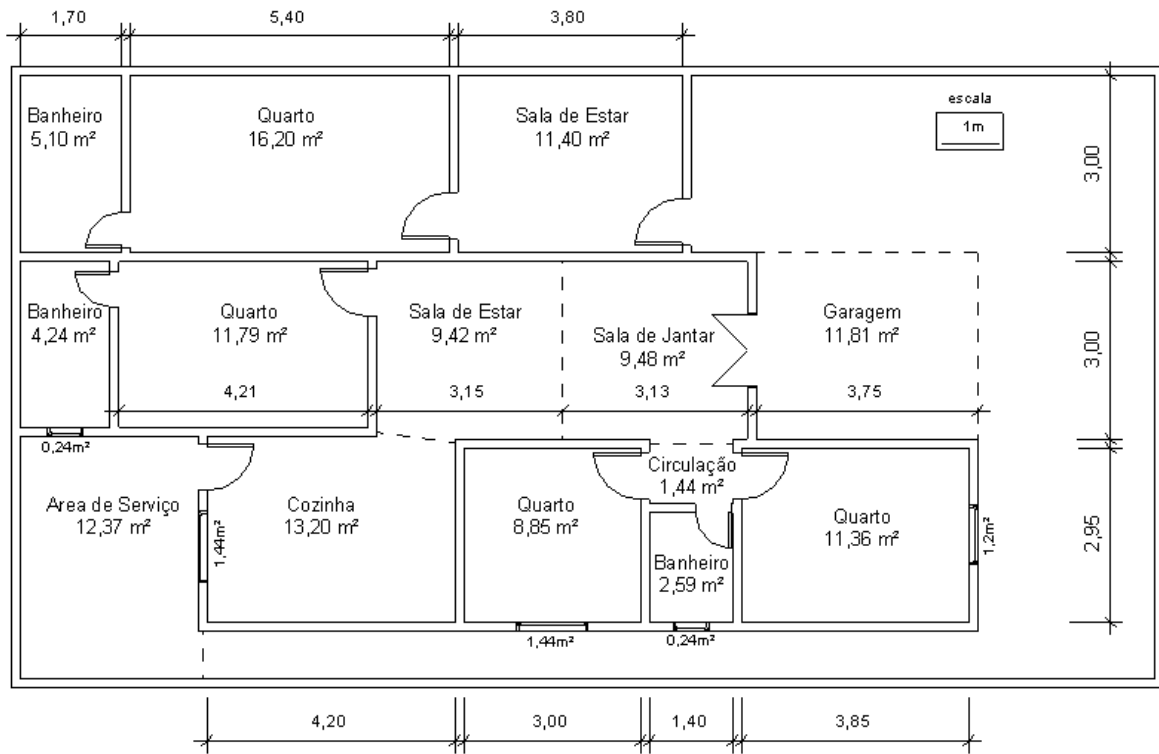 1,70
5,40
3,80
Banheiro
5,10 m²
Quarto
16,20 m²
Sala de Estar
11,40 m²
escala
1m
3,00
Banheiro
4,24 m²
Quarto
11,79 m²
Sala de Estar
9,42 m²
Sala de Jantar
9,48 m²
Garagem
11,81 m²
3,00
4,21
3,15
3,13
3,75
0,24m²
Area de Serviço
12,37 m²
1,44m²
Cozinha
13,20 m²
Quarto
8,85 m²
Circulação
1,44 m²
Banheiro
2,59 m²
Quarto
11,36 m²
1,2m²
2,95
1,44m²
0,24m²
4,20
3,00
1,40
3,85